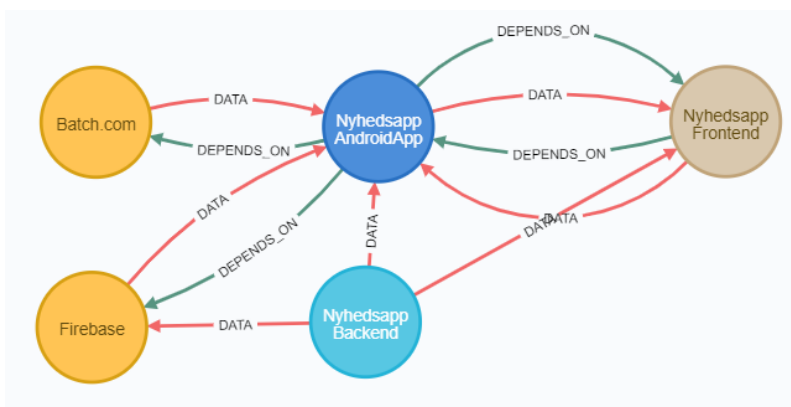 DEPENDS_ON
DATA
DATA
Batch.com
Nyhedsapp
AndroidApp
Nyhedsapp
Frontend
DEPENDS_ON
DEPENDS_ON
DATA
DATA
DATA
DATA
DEPENDS_ON
Firebase
DATA
Nyhedsapp
Backend